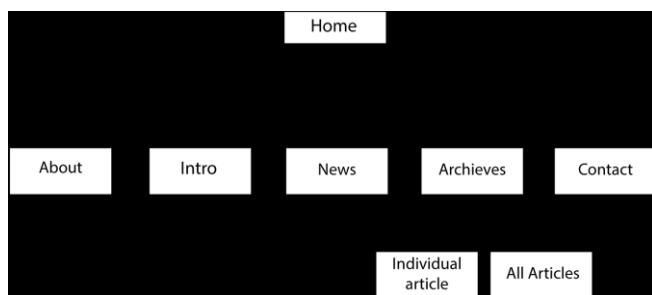 Home
About
Intro
News
Archieves
Contact
Individual
article
All Articles